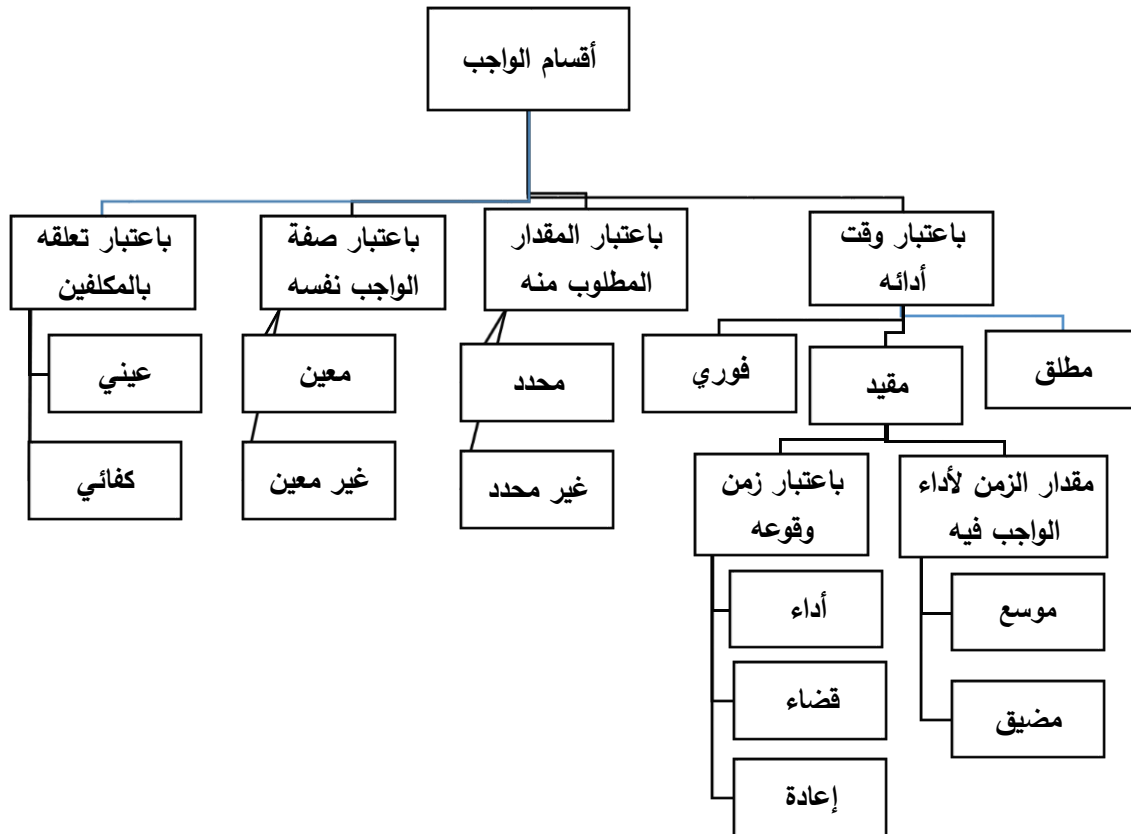 أقسام الواجب
باعتبار وقت
أدائه
باعتبار المقدار
المطلوب منه
باعتبار صفة
الواجب نفسه
باعتبار تعلقه
بالمكلفين
مطلق
مقيد
فوري
محدد
غير محدد
معين
غير معين
عيني
كفائي
مقدار الزمن لأداء
الواجب فيه
باعتبار زمن
وقوعه
موسع
مضيق
أداء
قضاء
إعادة